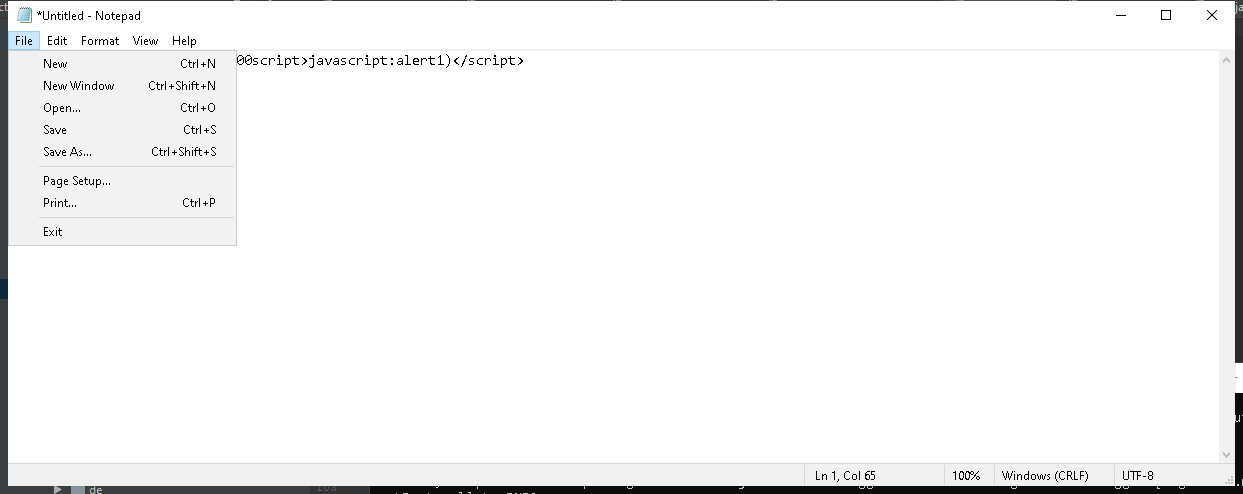 *Untitled - Notepad
File Edit Format View Help
00script>javascript:alert1)</script>
New Ctrl+N
New Window Ctrl+Shift+N
Open... Ctrl+O
Save Ctrl+S
Save As... Ctrl+Shift+S
Page Setup...
Print... Ctrl+P
Exit
Ln 1, Col 65 100% Windows (CRLF) UTF-8
de